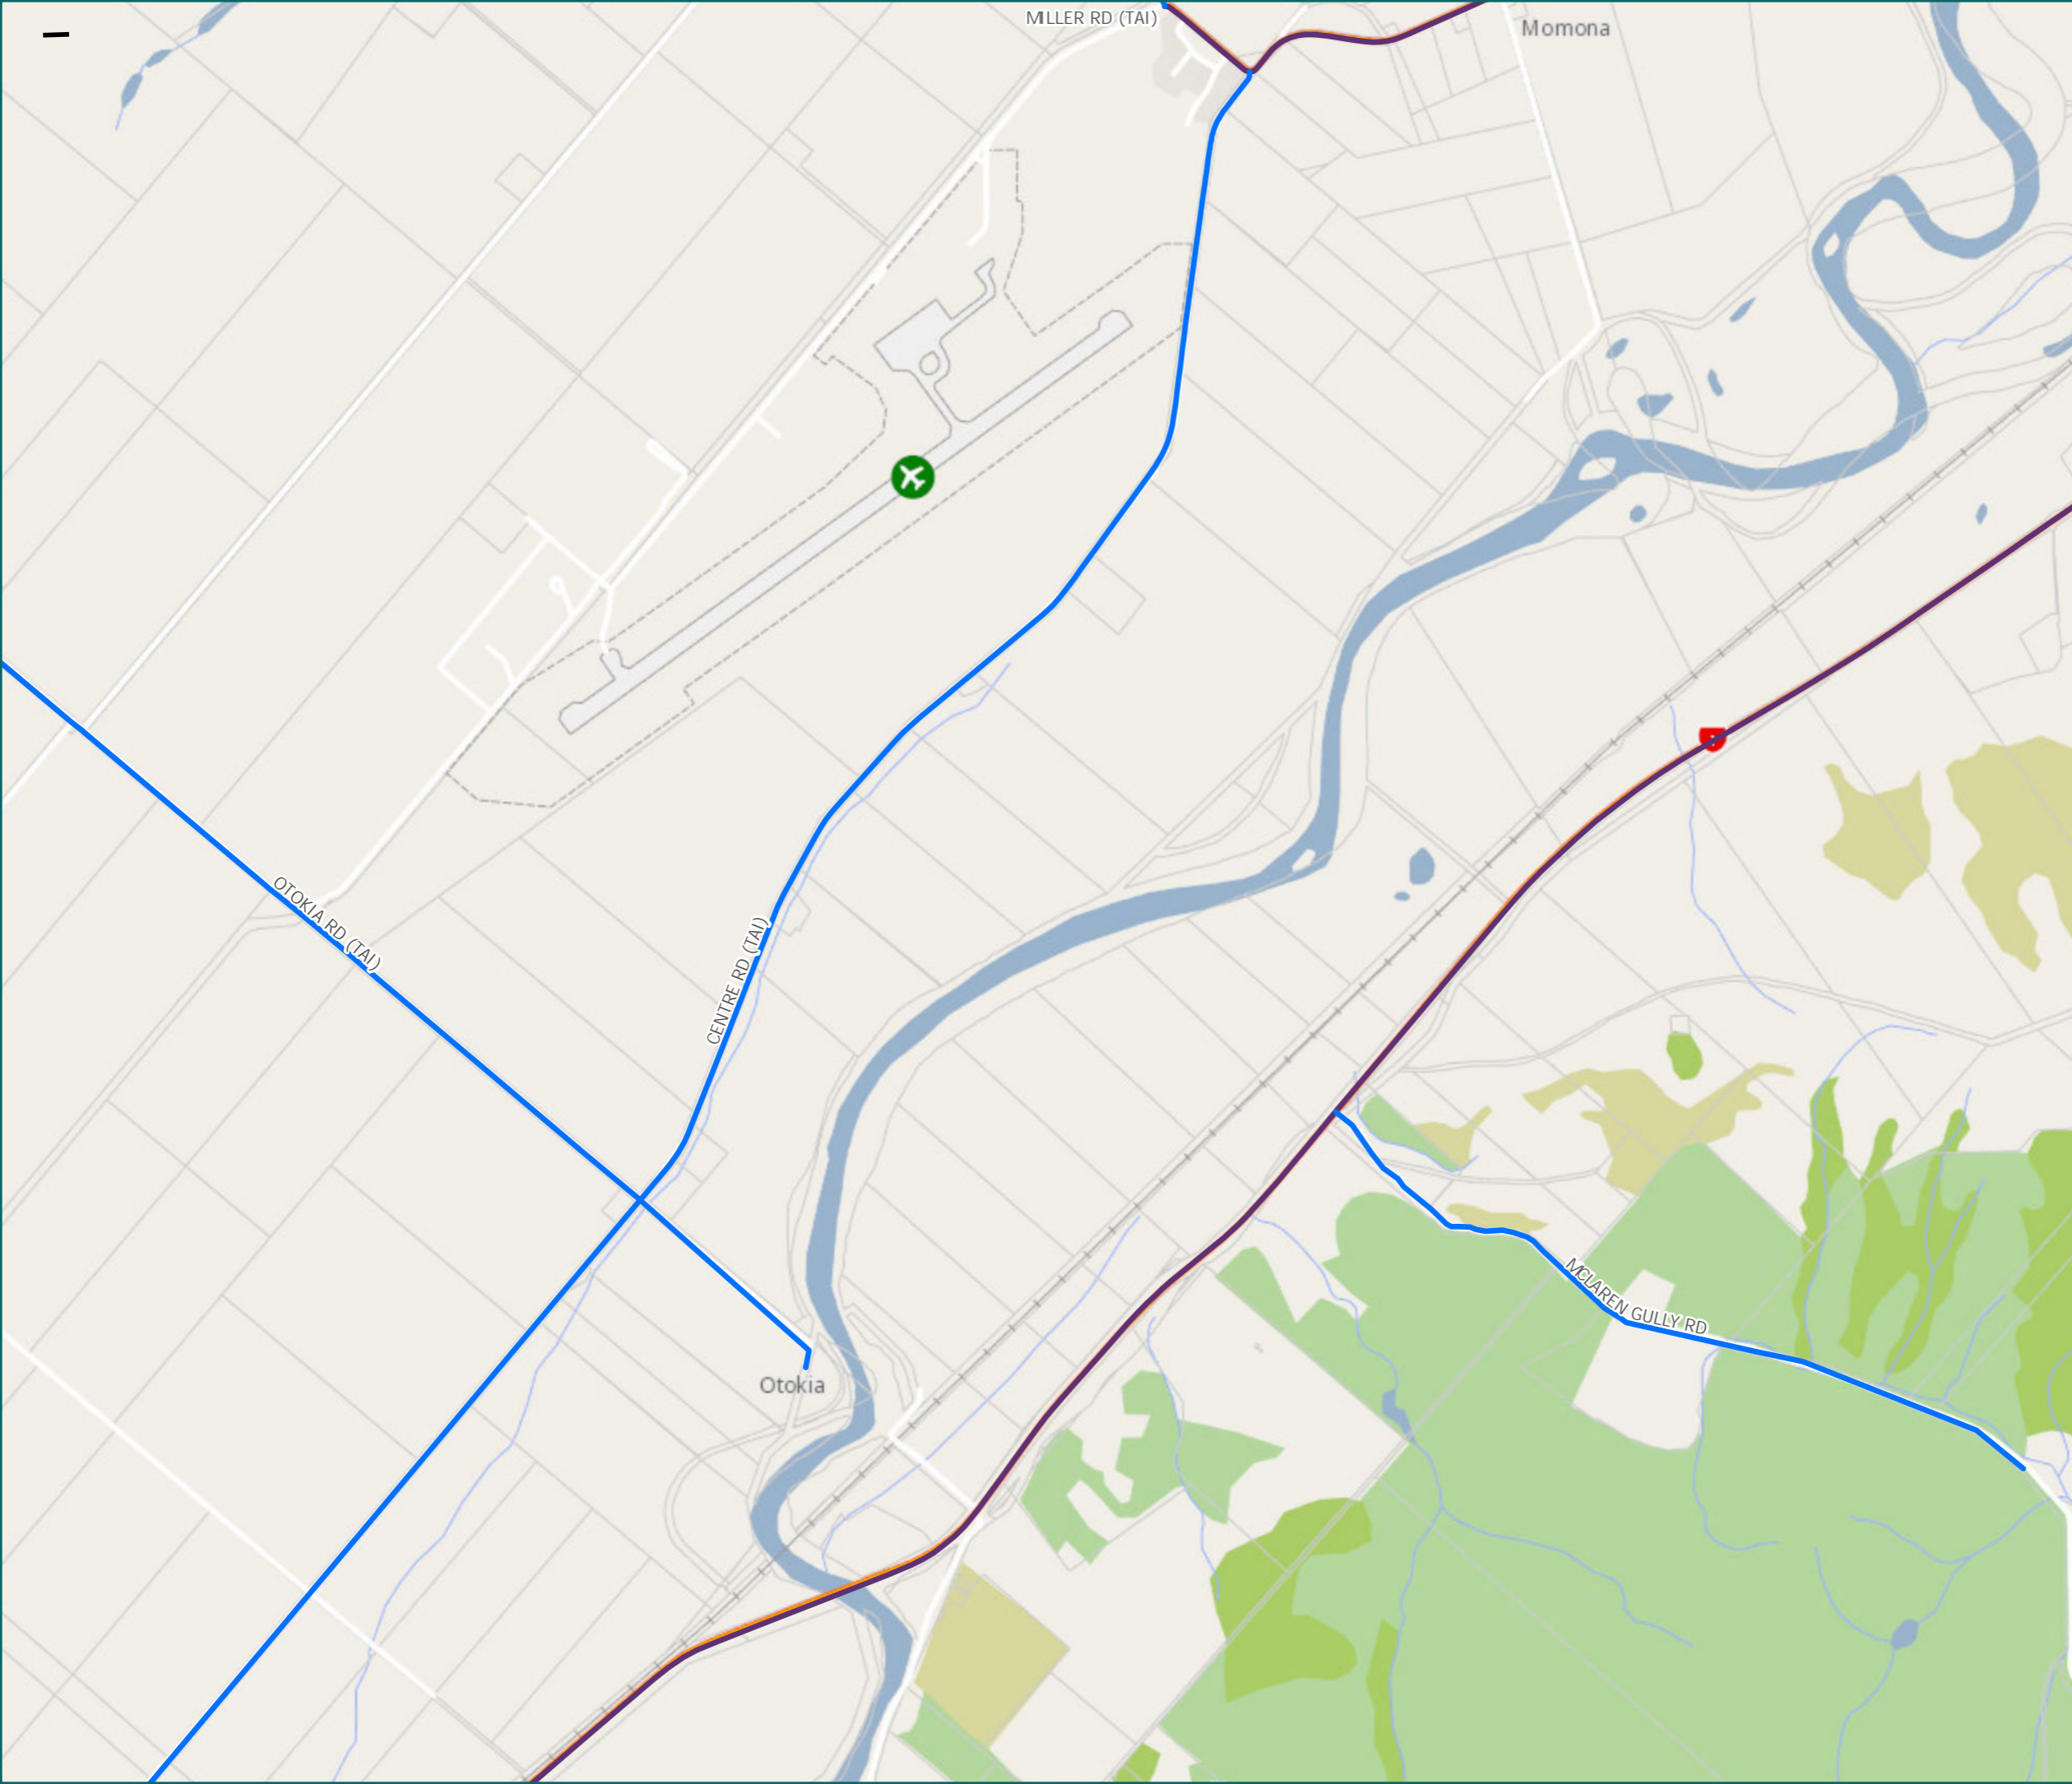 MILLER RD (TAI)
Momona
OTOKIA RD (TAI)
CENTRE RD (TAI)
MCLAREN GULLY RD
Otokia